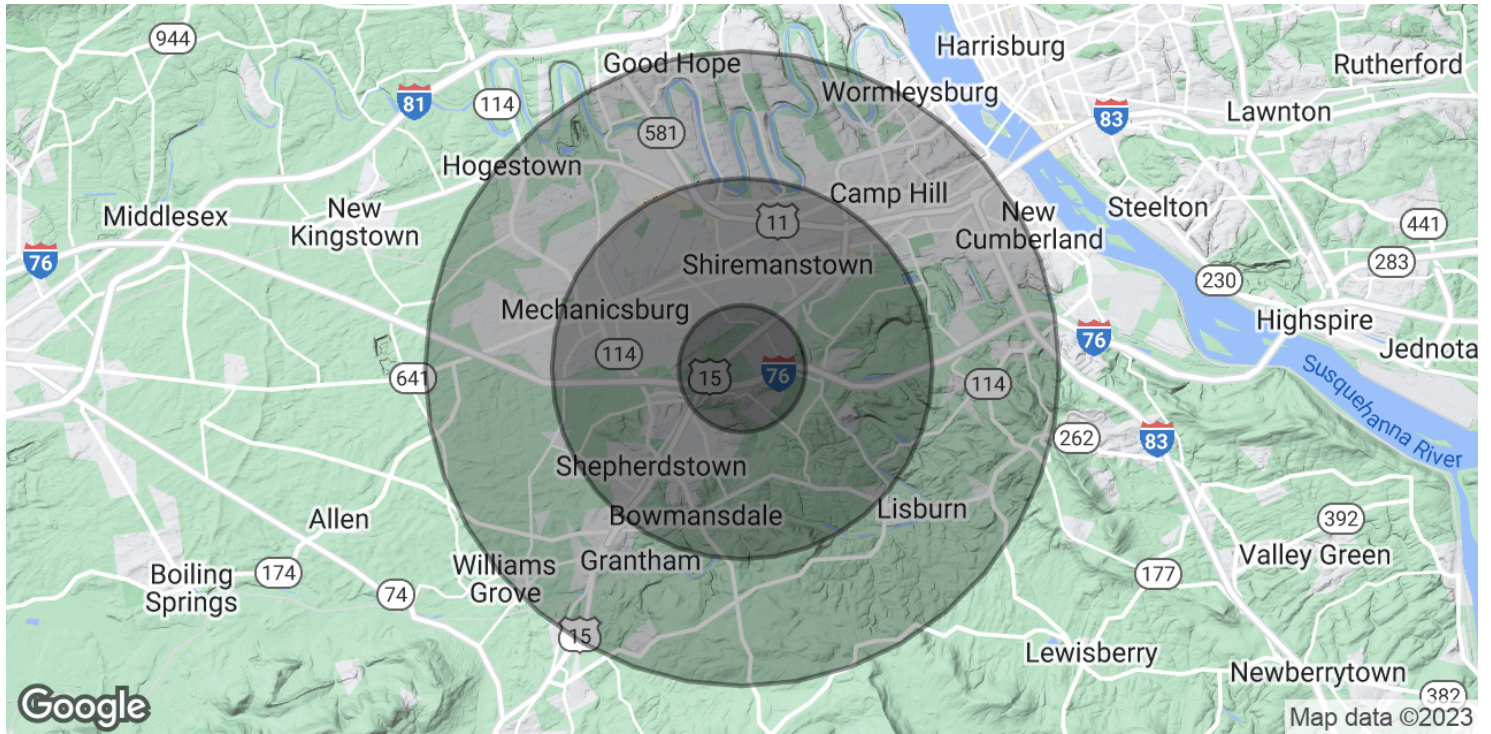 944
Good Hope
Harrisburg
Rutherford
81
114
Wormleysburg
83
Lawnton
581
Hogestown
Camp Hill
Middlesex
New
Kingstown
11
New
Cumberland
Steelton
441
76
Shiremanstown
230
283
Mechanicsburg
Highspire
114
76
Jednota
641
15
76
114
Susquehanna River
262
83
Shepherdstown
Bowmansdale
Lisburn
Allen
392
Williams
Grove
Grantham
Valley Green
Boiling
Springs
174
74
177
15
Lewisberry
Newberrytown
382
Google
Map data ©2023